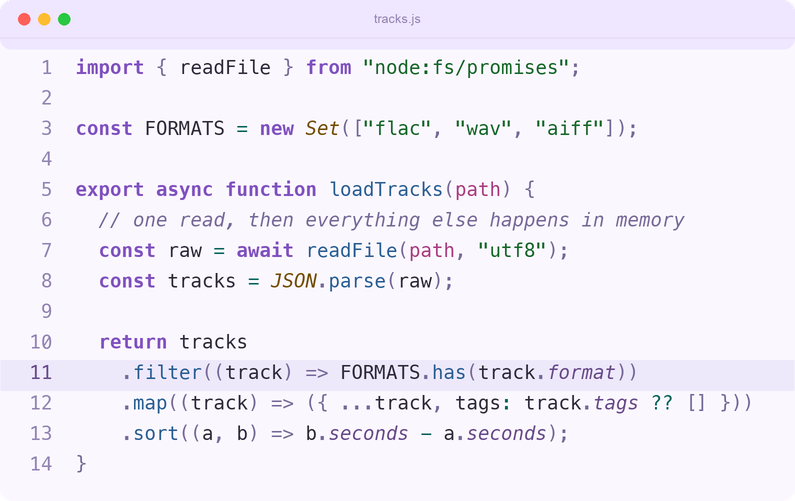 tracks.js
1 import { readFile } from "node:fs/promises";
2
3 const FORMATS = new Set(["flac", "wav", "aiff"]);
4
5 export async function loadTracks(path) {
6   // one read, then everything else happens in memory
7   const raw = await readFile(path, "utf8");
8   const tracks = JSON.parse(raw);
9
10   return tracks
11     .filter((track) => FORMATS.has(track.format))
12     .map((track) => ({ ...track, tags: track.tags ?? [] }))
13     .sort((a, b) => b.seconds − a.seconds);
14 }